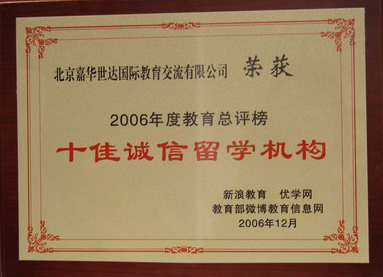 北京嘉华世达国际教育交流有限公司 荣获
2006年度教育总评榜
十佳诚信留学机构
新浪教育 优学网
教育部微博教育信息网
2006年12月